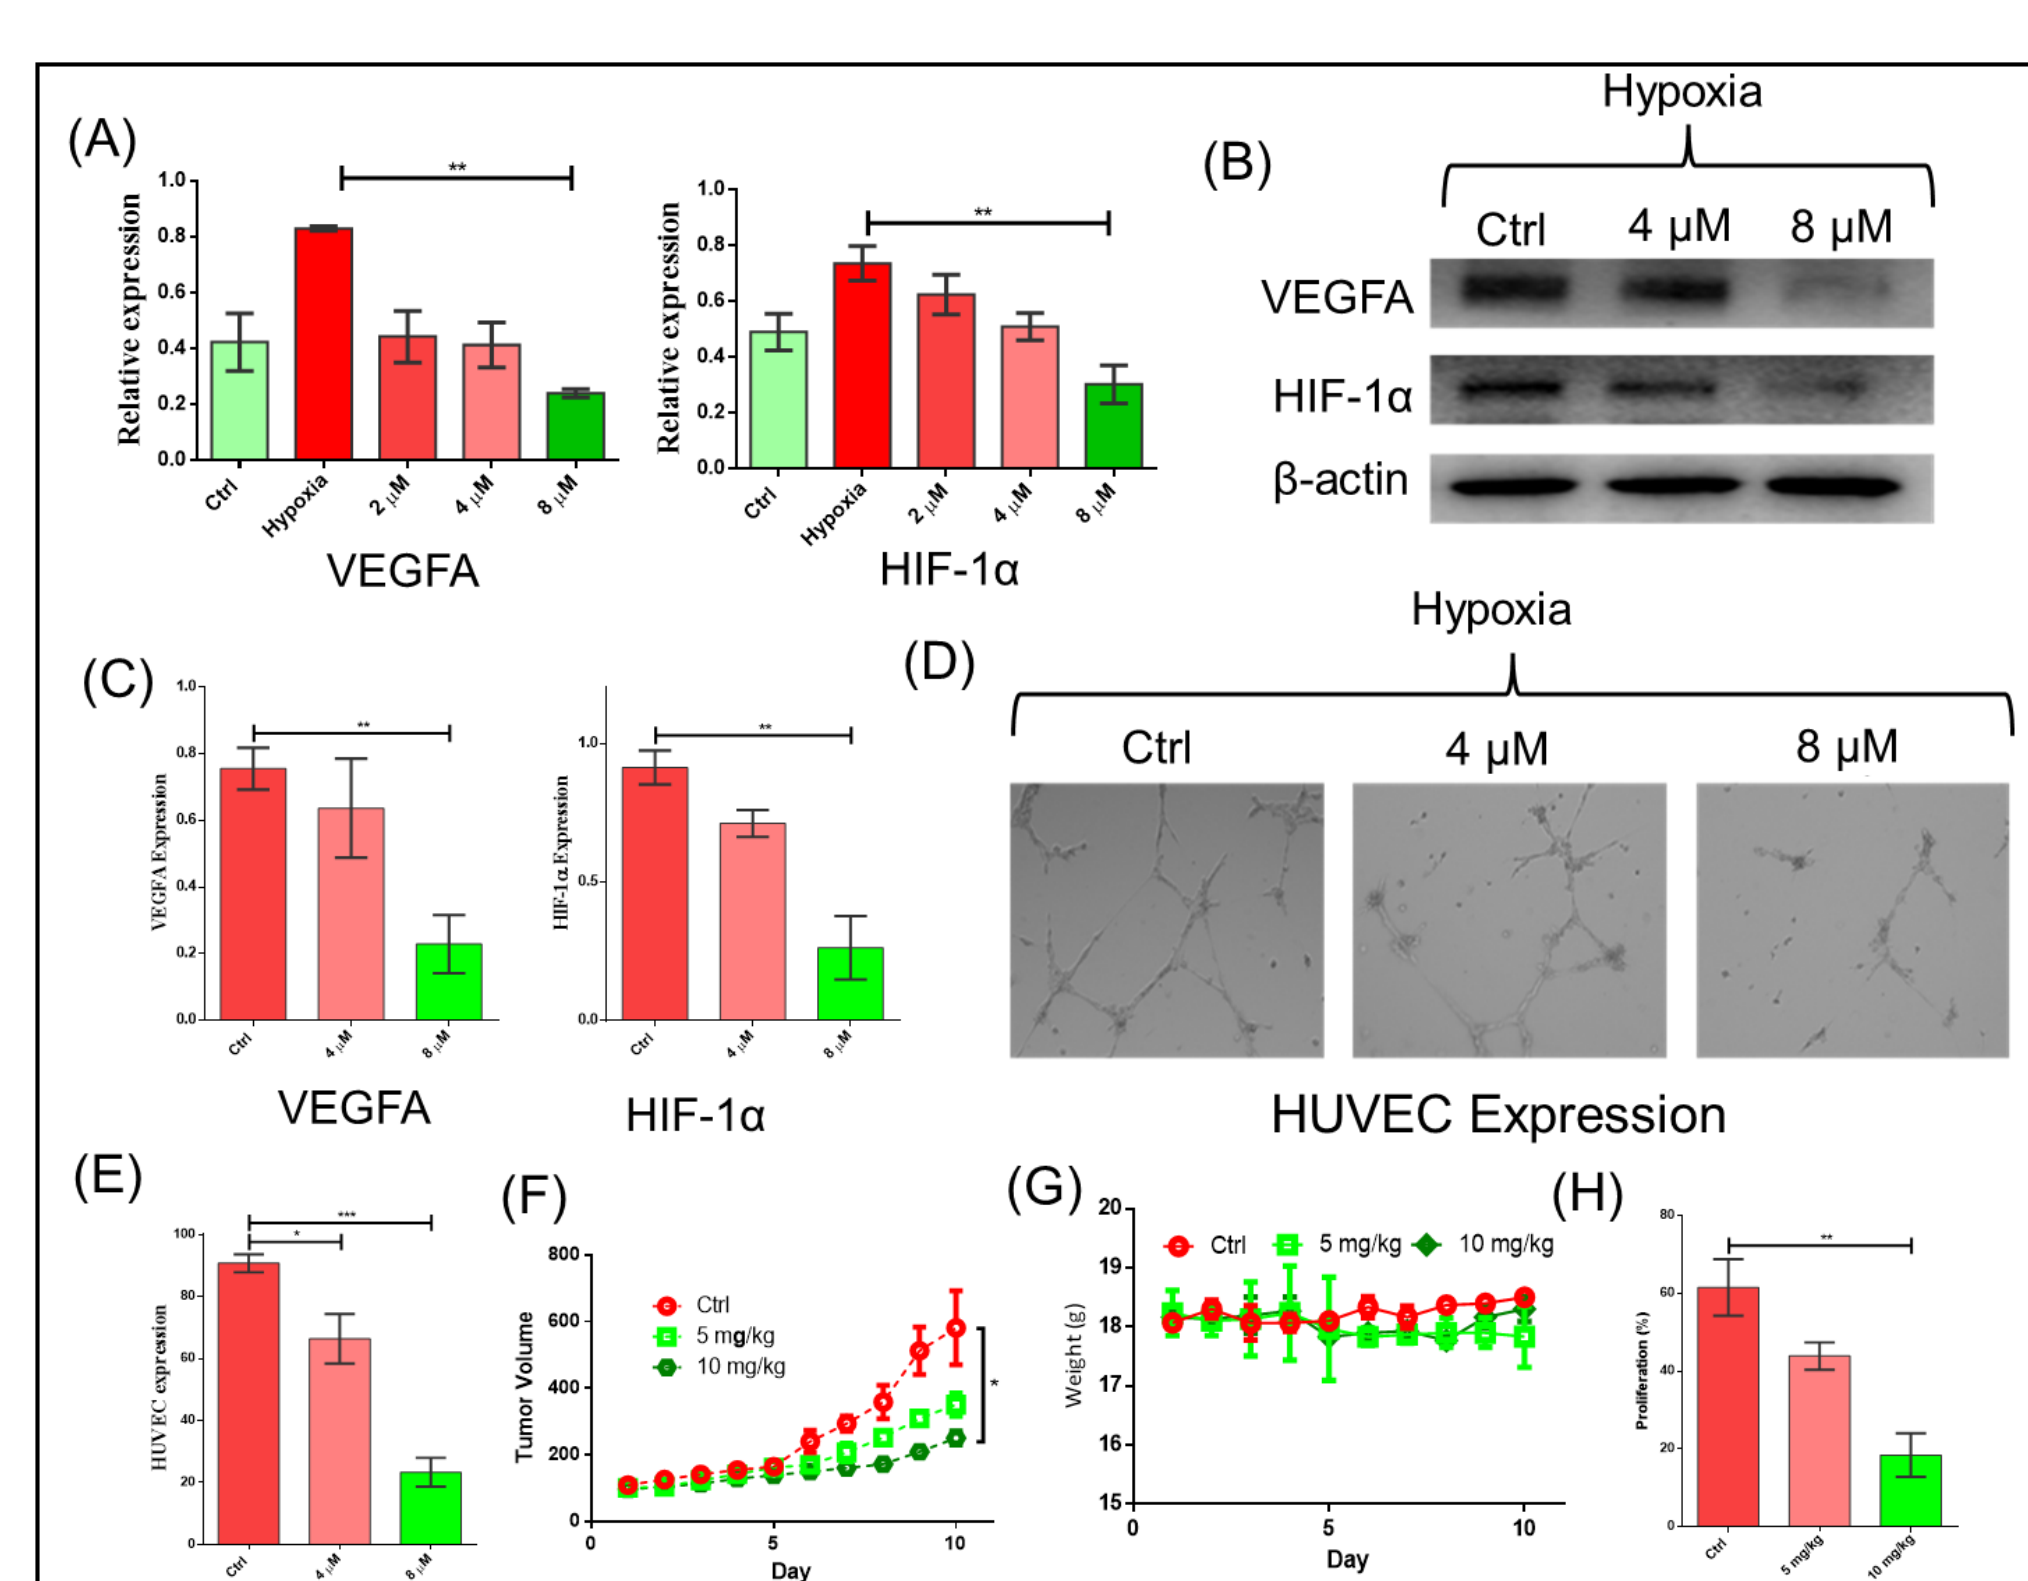 (A)
**
Relative expression
1.0
0.8
0.6
0.4
0.2
0.0
Ctrl
Hypoxia
2 μM
4 μM
8 μM
VEGFA
**
Relative expression
1.0
0.8
0.6
0.4
0.2
0.0
Ctrl
Hypoxia
2 μM
4 μM
8 μM
HIF-1α
(B)
Hypoxia
Ctrl 4 μM 8 μM
VEGFA
HIF-1α
β-actin
(C)
**
VEGFA Expression
1.0
0.8
0.6
0.4
0.2
0.0
Ctrl
4 μM
8 μM
VEGFA
**
HIF-1α Expression
1.0
0.5
0.0
Ctrl
4 μM
8 μM
HIF-1α
(D)
Hypoxia
Ctrl 4 μM 8 μM
HUVEC Expression
(E)
***
*
HUVEC expression
100
80
60
40
20
0
Ctrl
4 μM
8 μM
(F)
Tumor Volume
800
600
400
200
0
Ctrl
5 mg/kg
10 mg/kg
*
0 5 10
Day
(G)
Weight (g)
20
19
18
17
16
15
Ctrl 5 mg/kg 10 mg/kg
0 5 10
Day
(H)
**
Proliferation (%)
80
60
40
20
0
Ctrl
5 mg/kg
10 mg/kg